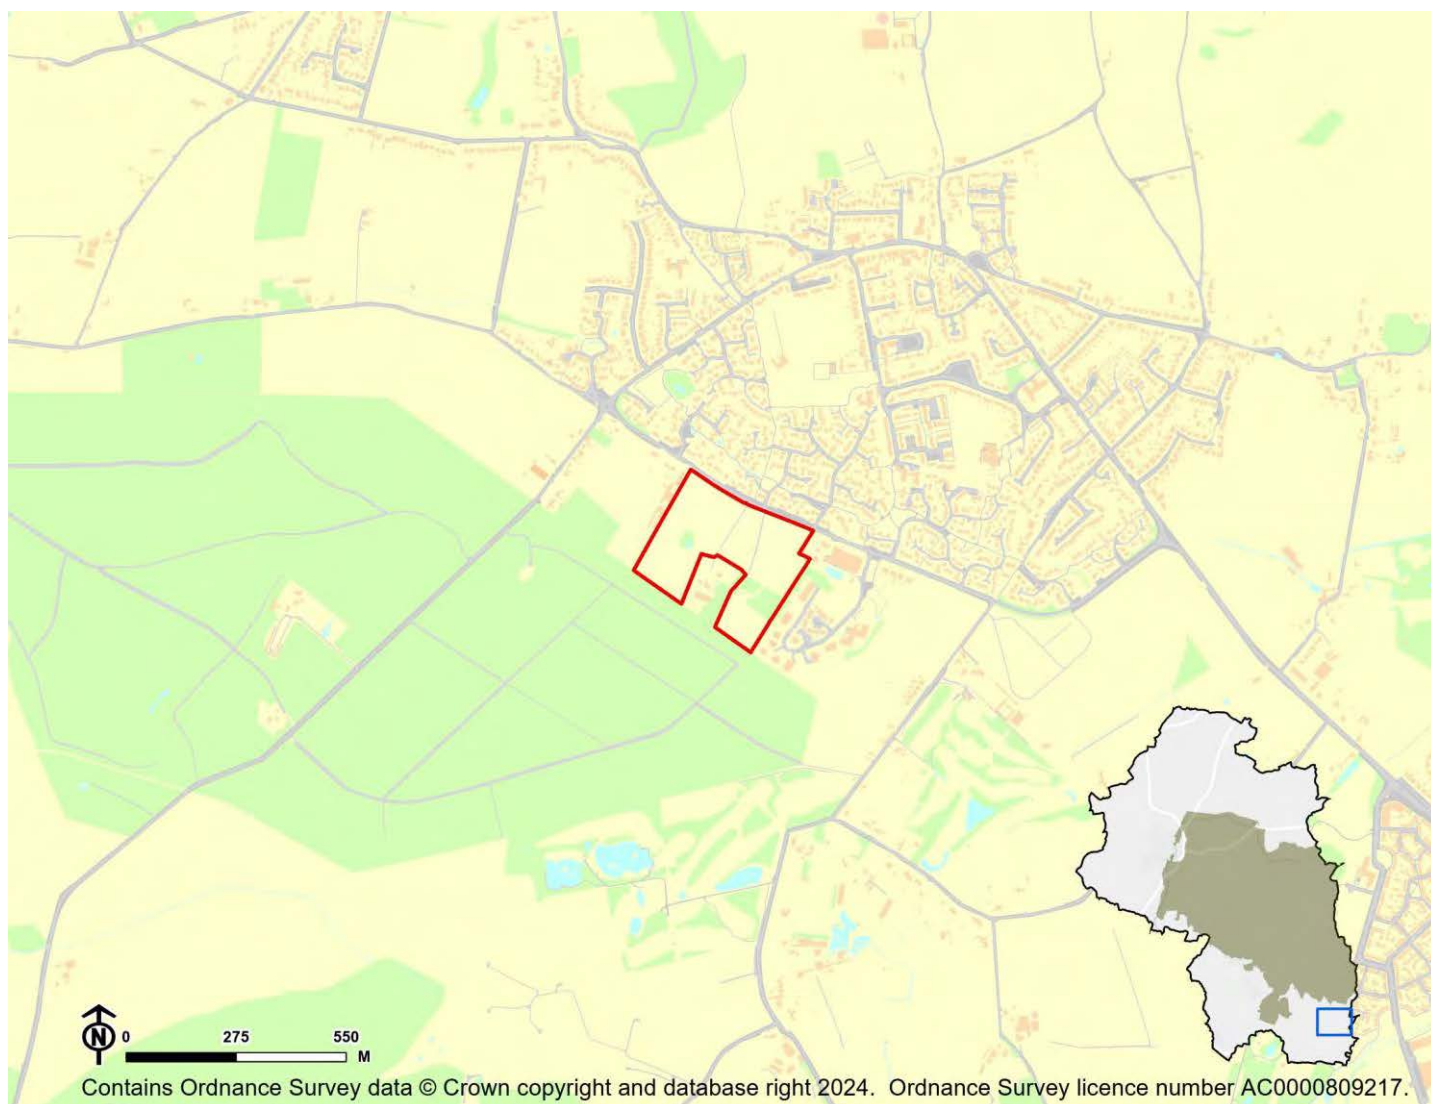 N
0 275 550
M
Contains Ordnance Survey data © Crown copyright and database right 2024. Ordnance Survey licence number AC0000809217.